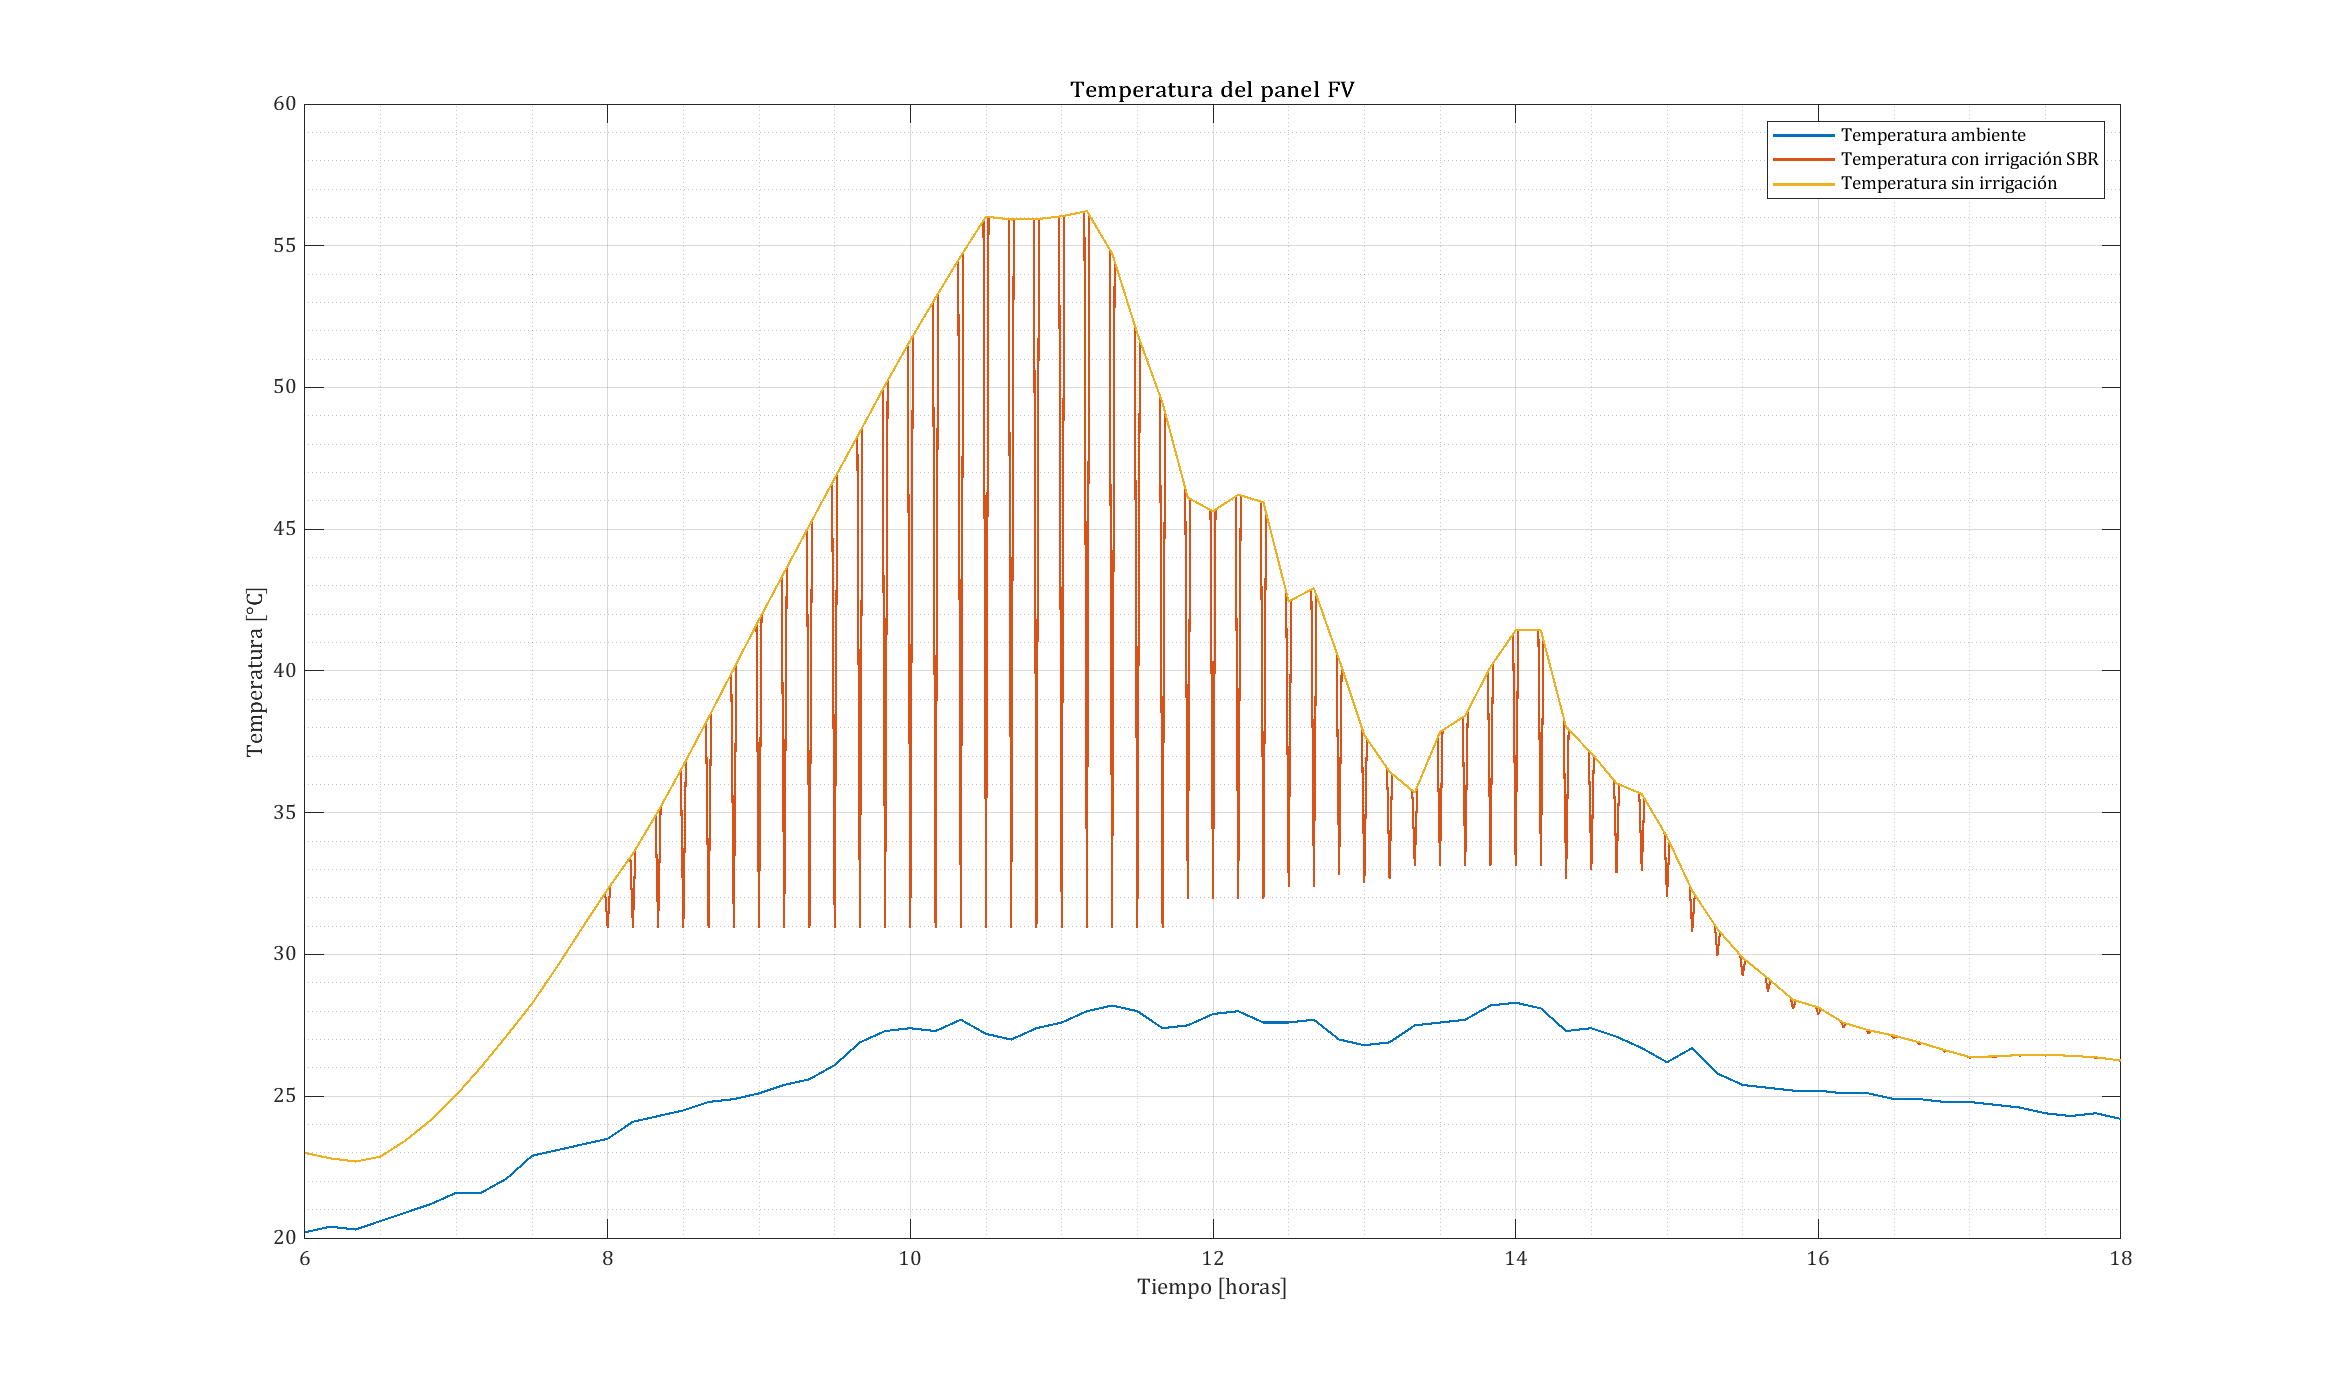 Temperatura del panel FV
60
55
50
45
40
35
30
25
20
Temperatura [°C]
Temperatura ambiente
Temperatura con irrigación SBR
Temperatura sin irrigación
6 8 10 12 14 16 18
Tiempo [horas]